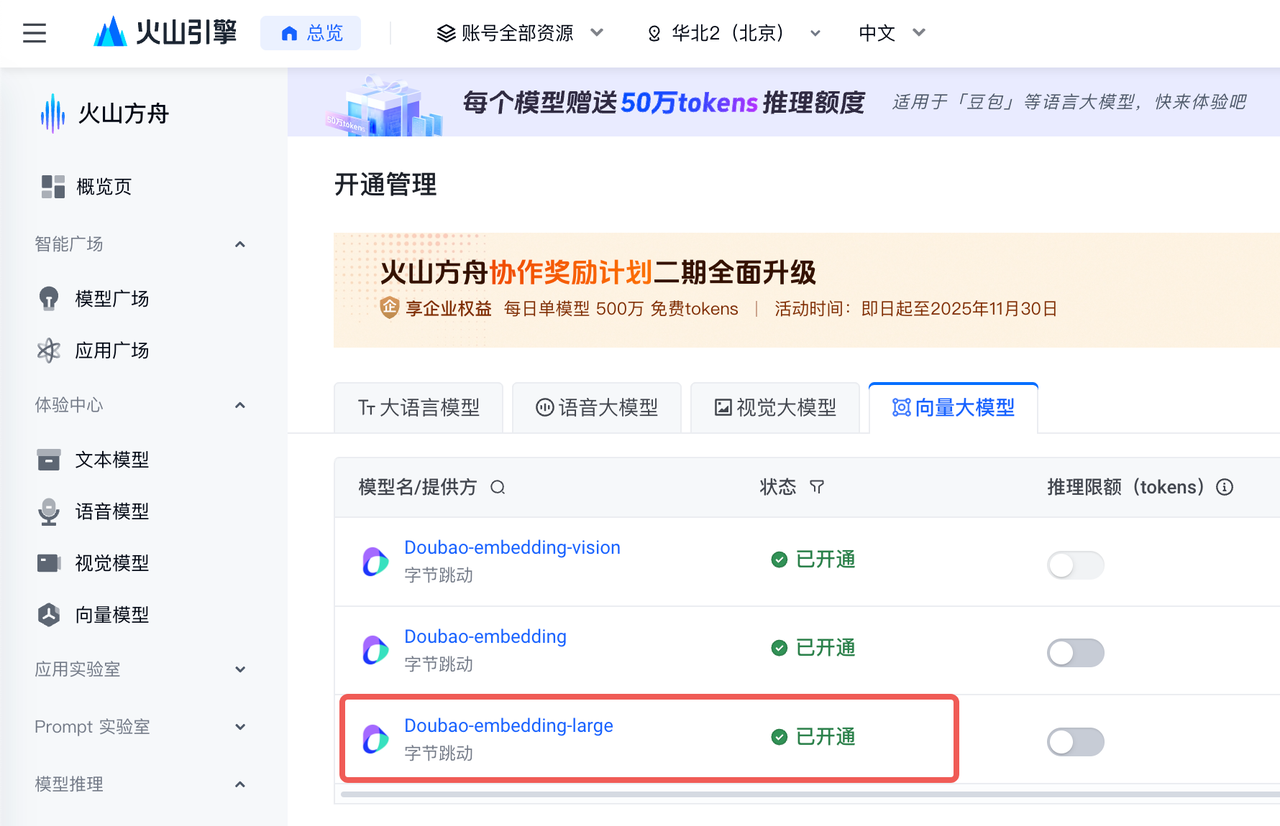 火山引擎 总览 账号全部资源 华北2（北京） 中文
火山方舟
概览页
智能广场
模型广场
应用广场
体验中心
文本模型
语音模型
视觉模型
向量模型
应用实验室
Prompt 实验室
模型推理
50万tokens
每个模型赠送50万tokens推理额度 适用于「豆包」等语言大模型，快来体验吧
开通管理
火山方舟协作奖励计划二期全面升级
企 享企业权益 每日单模型 500万 免费tokens | 活动时间：即日起至2025年11月30日
大语言模型 语音大模型 视觉大模型 向量大模型
模型名/提供方 状态 推理限额（tokens）
Doubao-embedding-vision
字节跳动
已开通
Doubao-embedding
字节跳动
已开通
Doubao-embedding-large
字节跳动
已开通